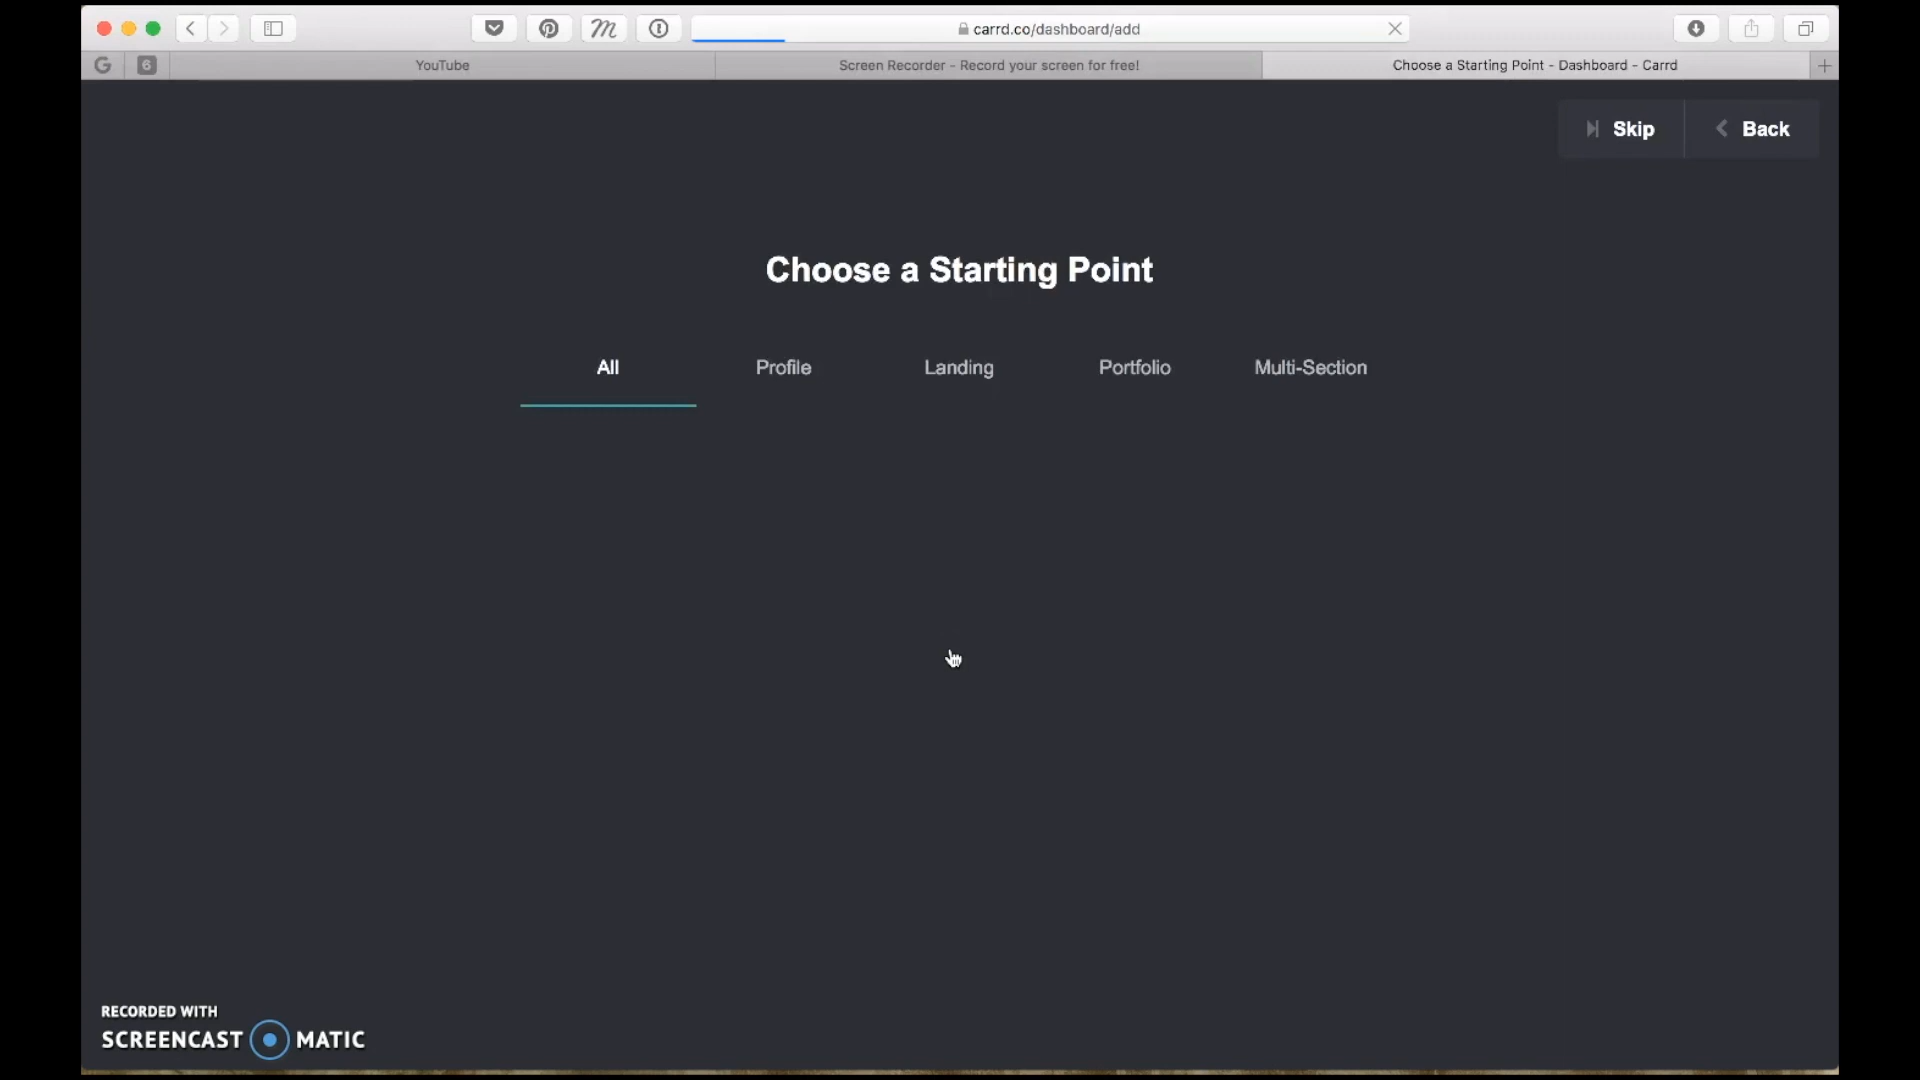 carrd.co/dashboard/add
G 6 YouTube Screen Recorder - Record your screen for free! Choose a Starting Point - Dashboard - Carrd
Skip Back
Choose a Starting Point
All Profile Landing Portfolio Multi-Section
RECORDED WITH
SCREENCAST MATIC